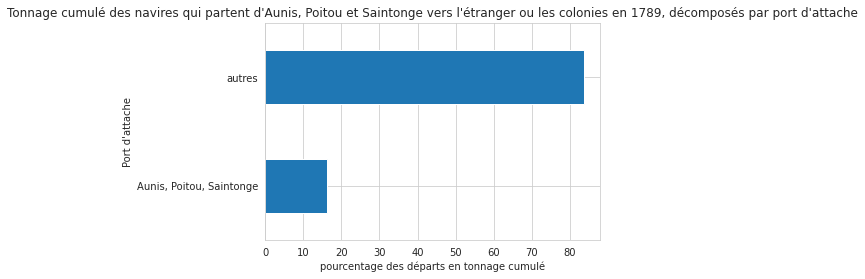 Tonnage cumulé des navires qui partent d'Aunis, Poitou et Saintonge vers l'étranger ou les colonies en 1789, décomposés par port d'attache
autres
Port d'attache
Aunis, Poitou, Saintonge
0 10 20 30 40 50 60 70 80
pourcentage des départs en tonnage cumulé